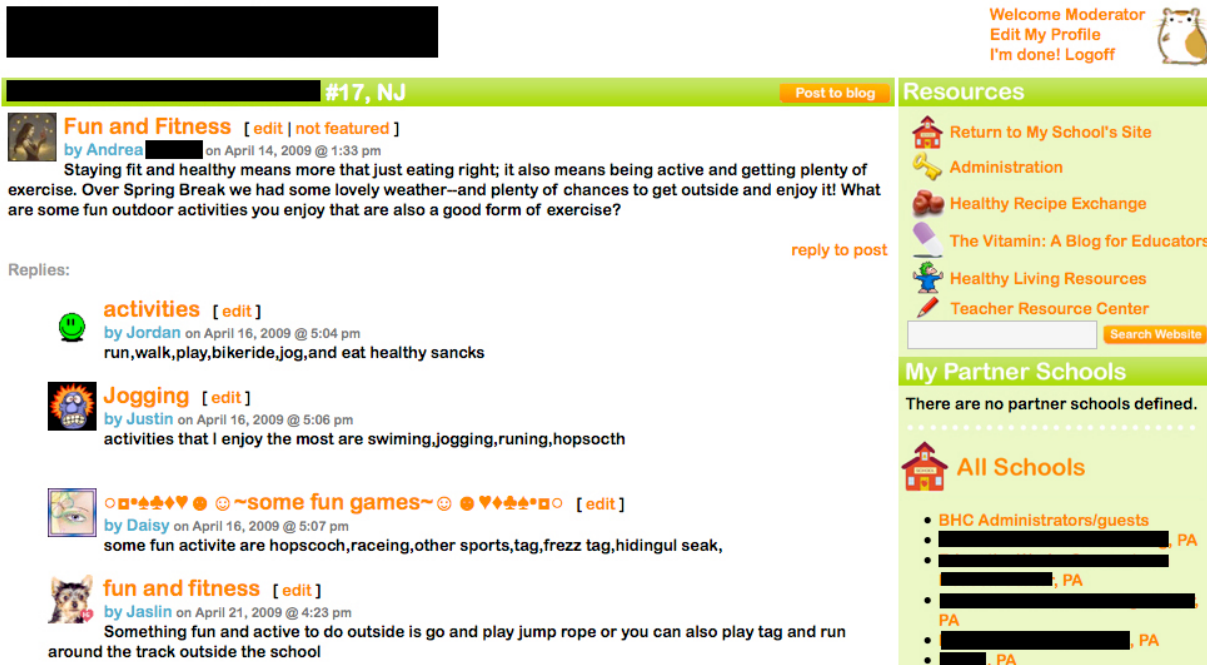 Welcome Moderator
Edit My Profile
I'm done! Logoff
#17, NJ
Post to blog
Fun and Fitness [ edit | not featured ]
by Andrea on April 14, 2009 @ 1:33 pm
Staying fit and healthy means more that just eating right; it also means being active and getting plenty of
exercise. Over Spring Break we had some lovely weather--and plenty of chances to get outside and enjoy it! What
are some fun outdoor activities you enjoy that are also a good form of exercise?
reply to post
Replies:
activities [ edit ]
by Jordan on April 16, 2009 @ 5:04 pm
run,walk,play,bikeride,jog,and eat healthy sancks
Jogging [ edit ]
by Justin on April 16, 2009 @ 5:06 pm
activities that I enjoy the most are swiming,jogging,runing,hopsocth
○◘•♠♣♦♥☻☺~some fun games~☺☻♥♦♣♠•◘○ [ edit ]
by Daisy on April 16, 2009 @ 5:07 pm
some fun activite are hopscoch,raceing,other sports,tag,frezz tag,hidingul seak,
fun and fitness [ edit ]
by Jaslin on April 21, 2009 @ 4:23 pm
Something fun and active to do outside is go and play jump rope or you can also play tag and run
around the track outside the school
Resources
Return to My School's Site
Administration
Healthy Recipe Exchange
The Vitamin: A Blog for Educators
Healthy Living Resources
Teacher Resource Center
Search Website
My Partner Schools
There are no partner schools defined.
All Schools
BHC Administrators/guests
, PA
, PA
,
PA
, PA
, PA